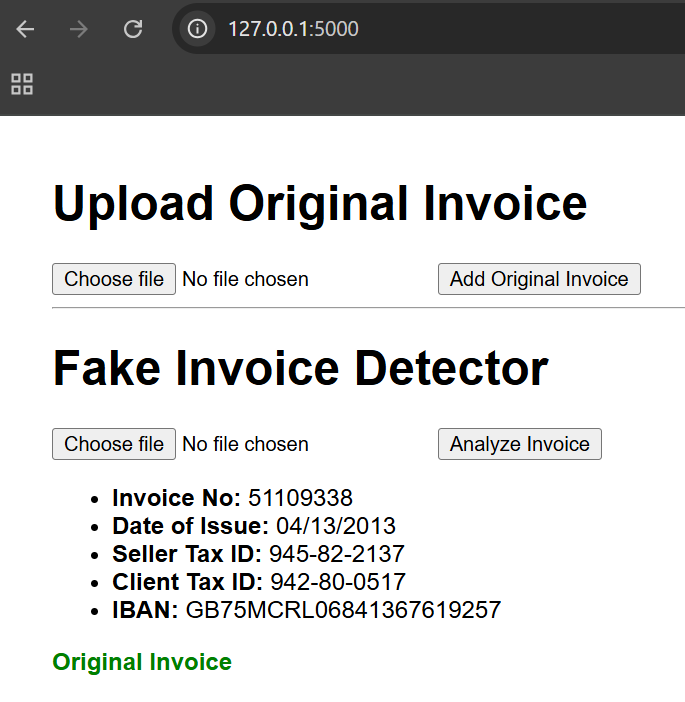 127.0.0.1:5000
Upload Original Invoice
Choose file No file chosen Add Original Invoice
Fake Invoice Detector
Choose file No file chosen Analyze Invoice
Invoice No: 51109338
Date of Issue: 04/13/2013
Seller Tax ID: 945-82-2137
Client Tax ID: 942-80-0517
IBAN: GB75MCRL06841367619257
Original Invoice